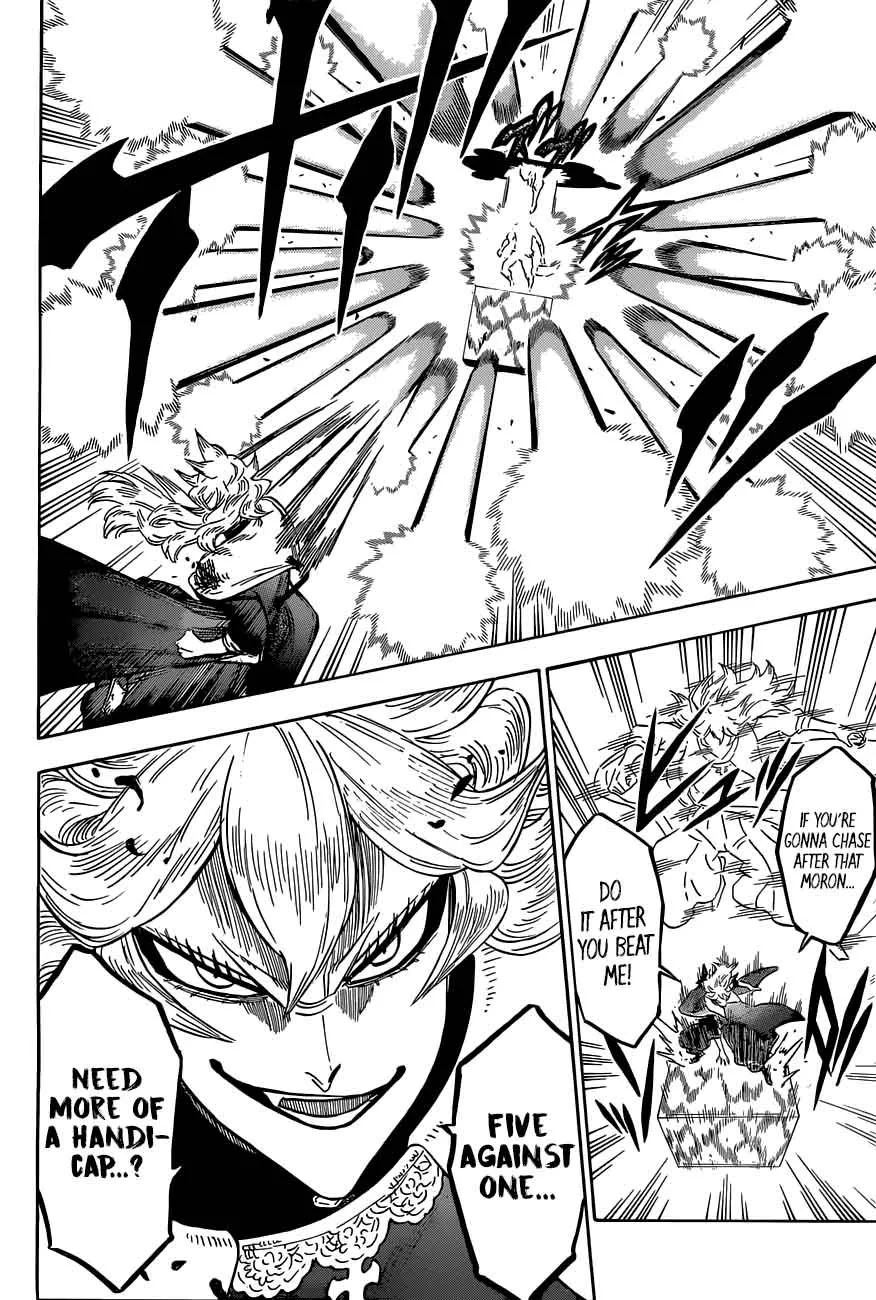 IF YOU'RE
GONNA CHASE
AFTER THAT
MORON...
DO
IT AFTER
YOU BEAT
ME!
FIVE
AGAINST
ONE...
NEED
MORE OF
A HANDI-
CAP...?